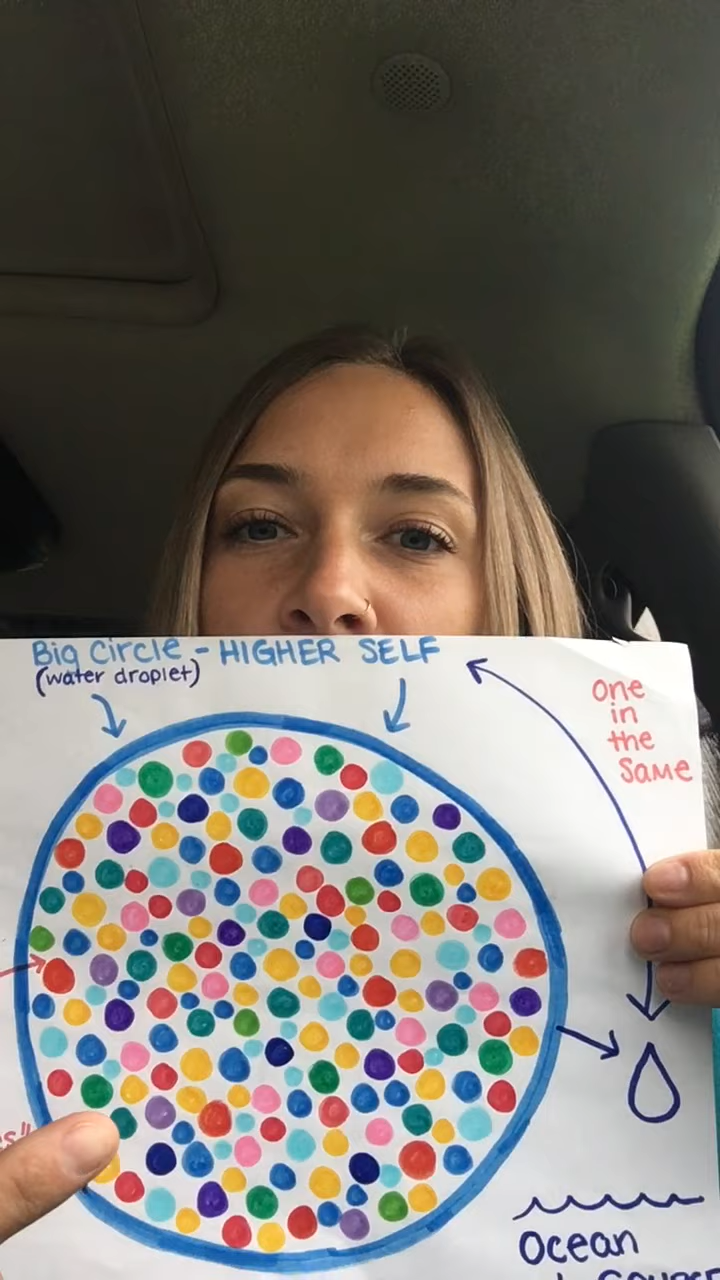 Big Circle - HIGHER SELF
(water droplet)
one
in
the
same
Ocean